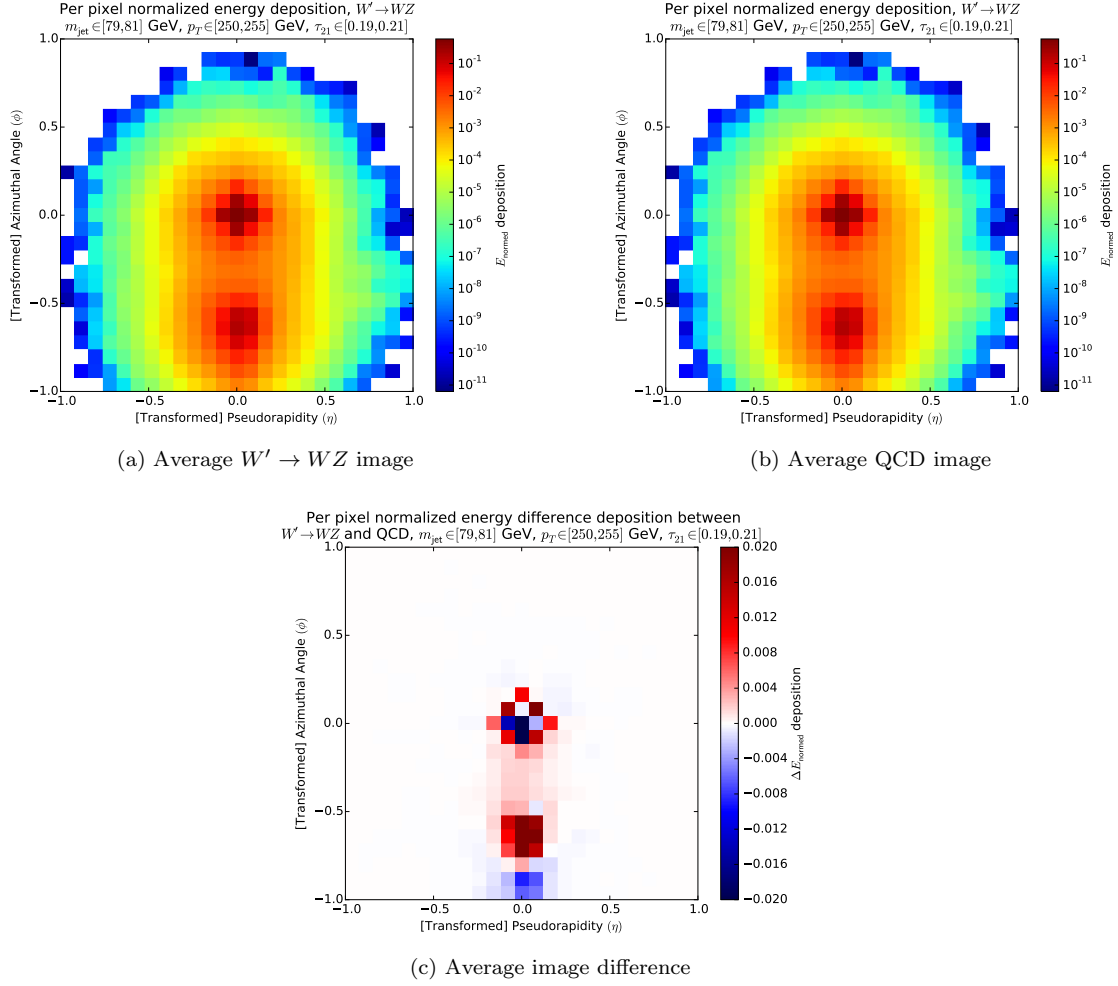 Per pixel normalized energy deposition, W′→WZ
m_jet∈[79,81] GeV, p_T∈[250,255] GeV, τ_21∈[0.19,0.21]
1.0
0.5
0.0
−0.5
−1.0
[Transformed] Azimuthal Angle (ϕ)
−1.0 −0.5 0.0 0.5 1.0
[Transformed] Pseudorapidity (η)
10^-1
10^-2
10^-3
10^-4
10^-5
10^-6
10^-7
10^-8
10^-9
10^-10
10^-11
E_normed deposition
(a) Average W′ → WZ image
Per pixel normalized energy deposition, W′→WZ
m_jet∈[79,81] GeV, p_T∈[250,255] GeV, τ_21∈[0.19,0.21]
1.0
0.5
0.0
−0.5
−1.0
[Transformed] Azimuthal Angle (ϕ)
−1.0 −0.5 0.0 0.5 1.0
[Transformed] Pseudorapidity (η)
10^-1
10^-2
10^-3
10^-4
10^-5
10^-6
10^-7
10^-8
10^-9
10^-10
10^-11
E_normed deposition
(b) Average QCD image
Per pixel normalized energy difference deposition between
W′→WZ and QCD, m_jet∈[79,81] GeV, p_T∈[250,255] GeV, τ_21∈[0.19,0.21]
1.0
0.5
0.0
−0.5
−1.0
[Transformed] Azimuthal Angle (ϕ)
−1.0 −0.5 0.0 0.5 1.0
[Transformed] Pseudorapidity (η)
0.020
0.016
0.012
0.008
0.004
0.000
−0.004
−0.008
−0.012
−0.016
−0.020
ΔE_normed deposition
(c) Average image difference